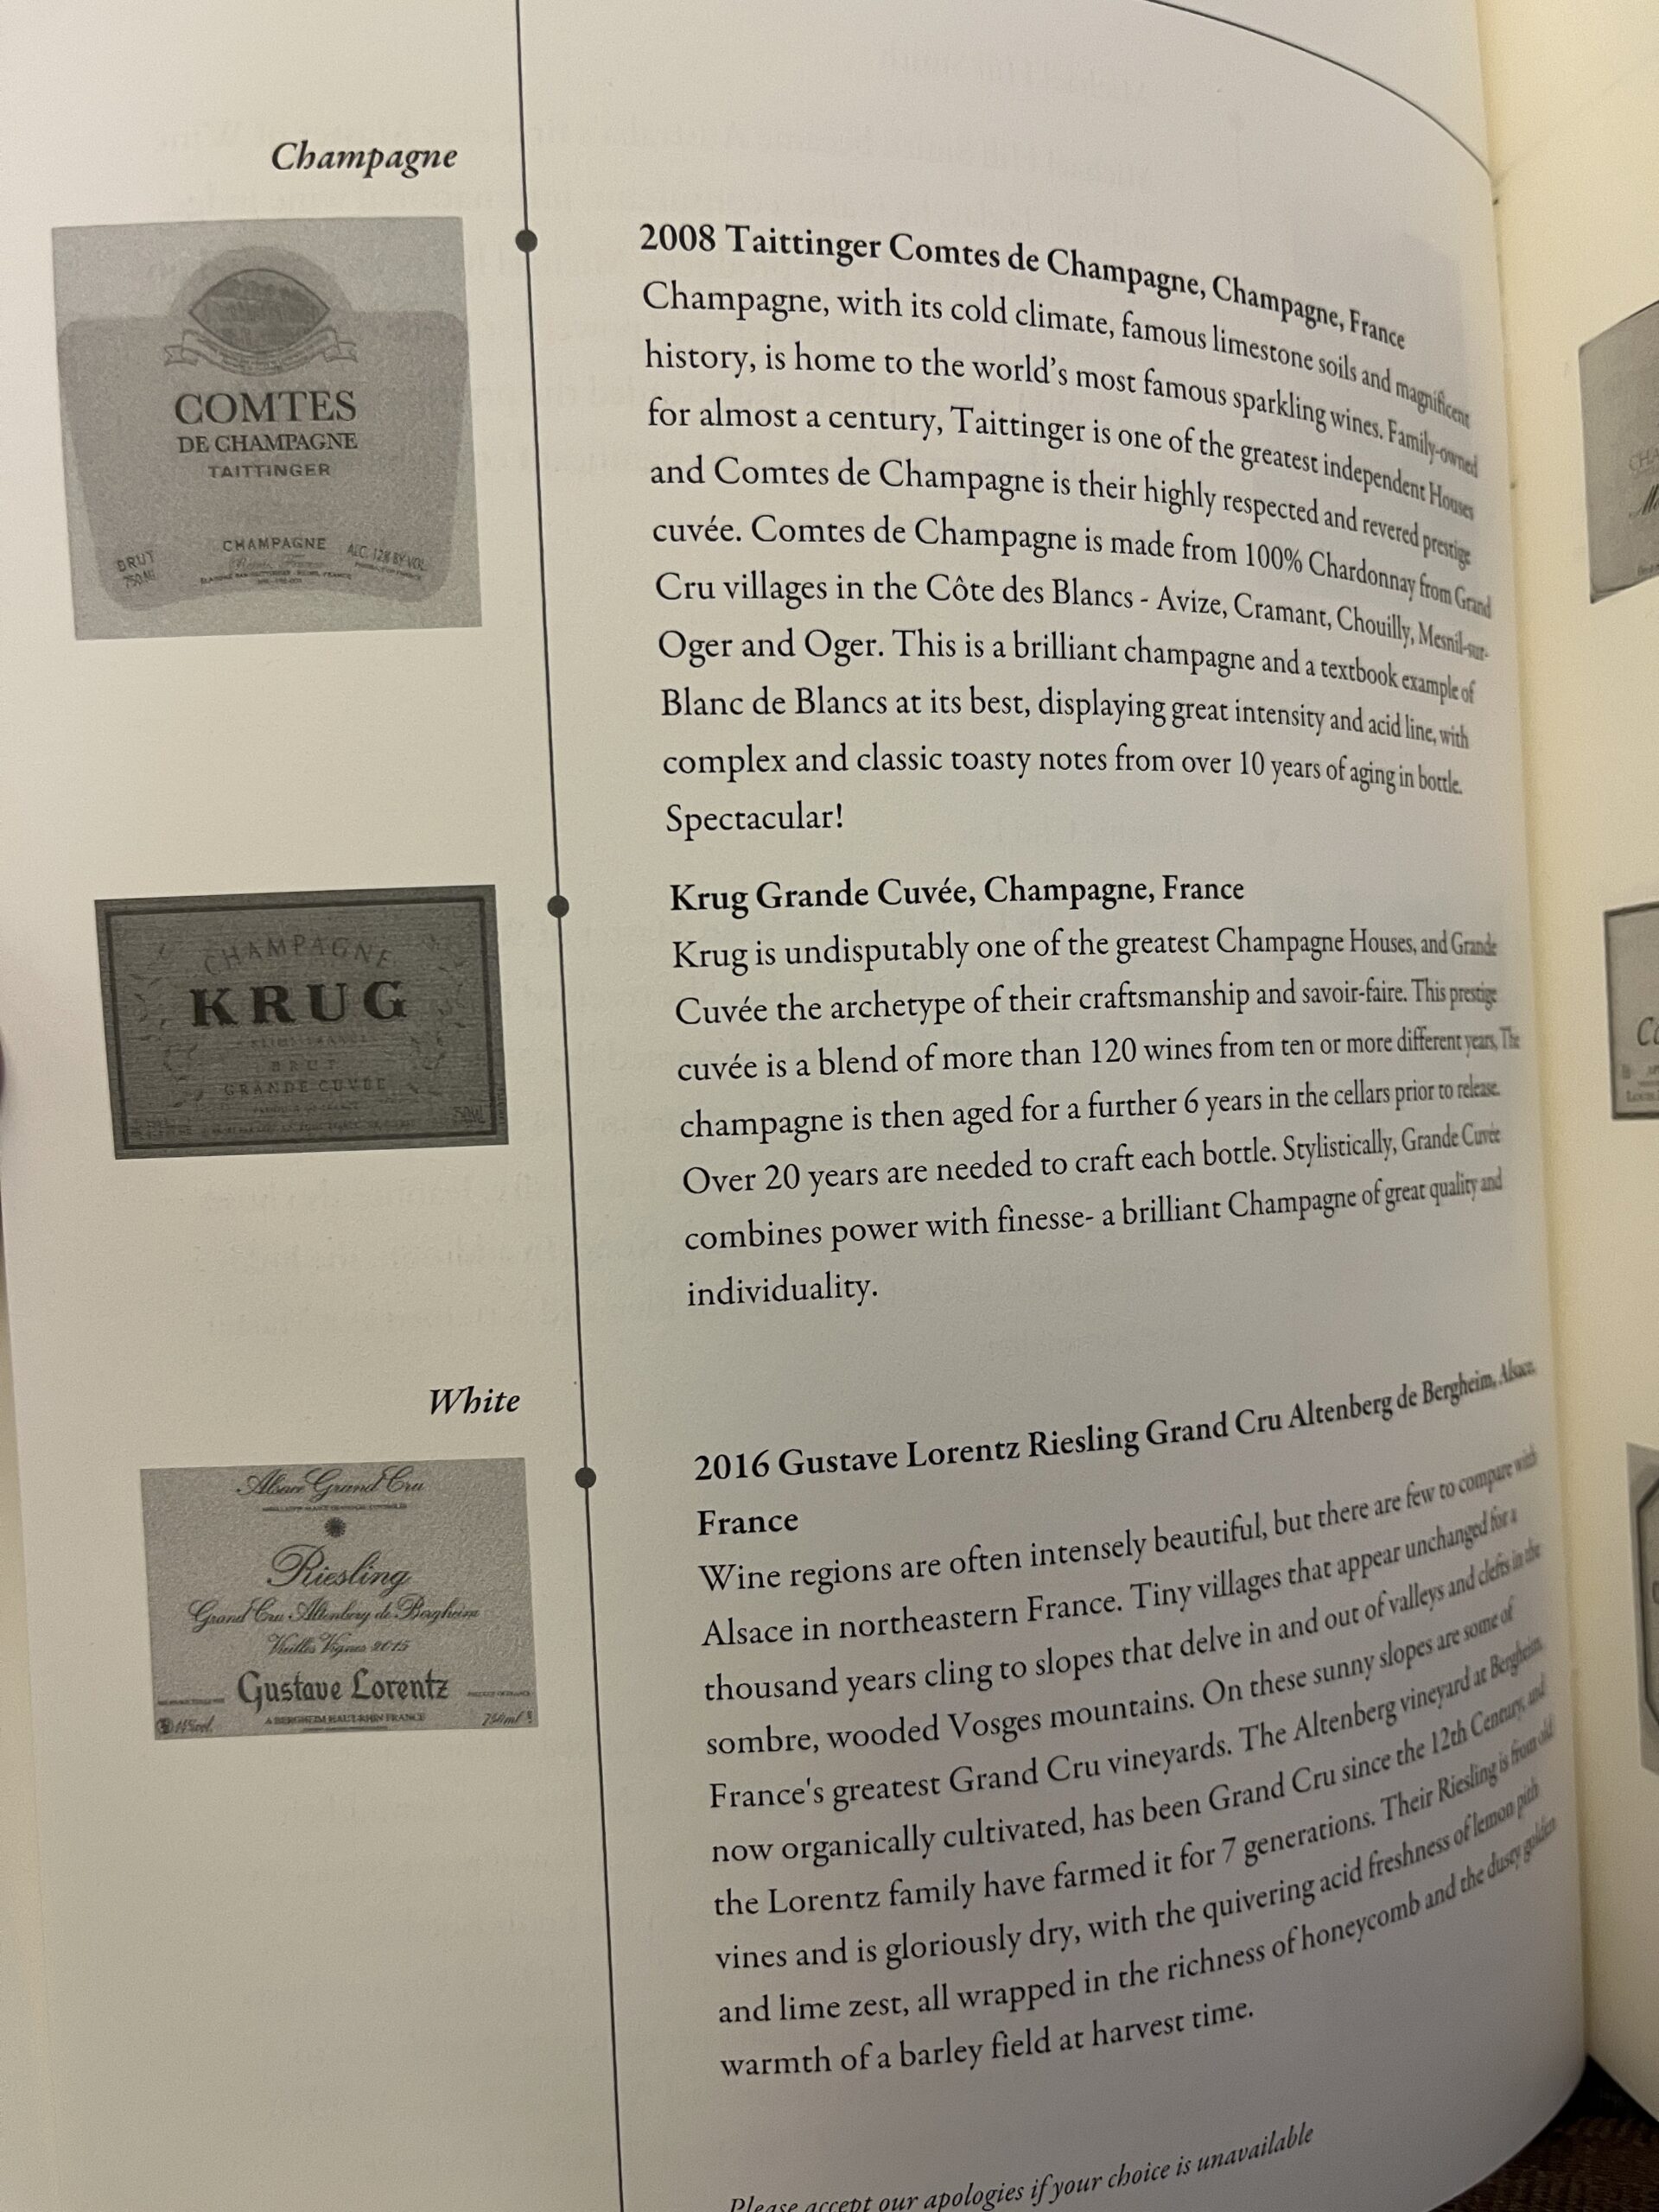 Champagne
COMTES
DE CHAMPAGNE
TAITTINGER
BRUT
750 ML
CHAMPAGNE
ALC. 12% BY VOL
2008 Taittinger Comtes de Champagne, Champagne, France
Champagne, with its cold climate, famous limestone soils and magnificent
history, is home to the world's most famous sparkling wines. Family-owned
for almost a century, Taittinger is one of the greatest independent Houses
and Comtes de Champagne is their highly respected and revered prestige
cuvée. Comtes de Champagne is made from 100% Chardonnay from Grand
Cru villages in the Côte des Blancs - Avize, Cramant, Chouilly, Mesnil-sur-
Oger and Oger. This is a brilliant champagne and a textbook example of
Blanc de Blancs at its best, displaying great intensity and acid line, with
complex and classic toasty notes from over 10 years of aging in bottle.
Spectacular!
CHAMPAGNE
KRUG
BRUT
GRANDE CUVÉE
750ML
Krug Grande Cuvée, Champagne, France
Krug is undisputably one of the greatest Champagne Houses, and Grande
Cuvée the archetype of their craftsmanship and savoir-faire. This prestige
cuvée is a blend of more than 120 wines from ten or more different years, The
champagne is then aged for a further 6 years in the cellars prior to release.
Over 20 years are needed to craft each bottle. Stylistically, Grande Cuvée
combines power with finesse- a brilliant Champagne of great quality and
individuality.
White
Alsace Grand Cru
Riesling
Grand Cru Altenberg de Bergheim
Vieilles Vignes 2015
Gustave Lorentz
A BERGHEIM HAUT-RHIN FRANCE
14%vol.
750ml
2016 Gustave Lorentz Riesling Grand Cru Altenberg de Bergheim, Alsace,
France
Wine regions are often intensely beautiful, but there are few to compare with
Alsace in northeastern France. Tiny villages that appear unchanged for a
thousand years cling to slopes that delve in and out of valleys and clefts in the
sombre, wooded Vosges mountains. On these sunny slopes are some of
France's greatest Grand Cru vineyards. The Altenberg vineyard at Bergheim,
now organically cultivated, has been Grand Cru since the 12th Century, and
the Lorentz family have farmed it for 7 generations. Their Riesling is from old
vines and is gloriously dry, with the quivering acid freshness of lemon pith
and lime zest, all wrapped in the richness of honeycomb and the dusty golden
warmth of a barley field at harvest time.
Please accept our apologies if your choice is unavailable